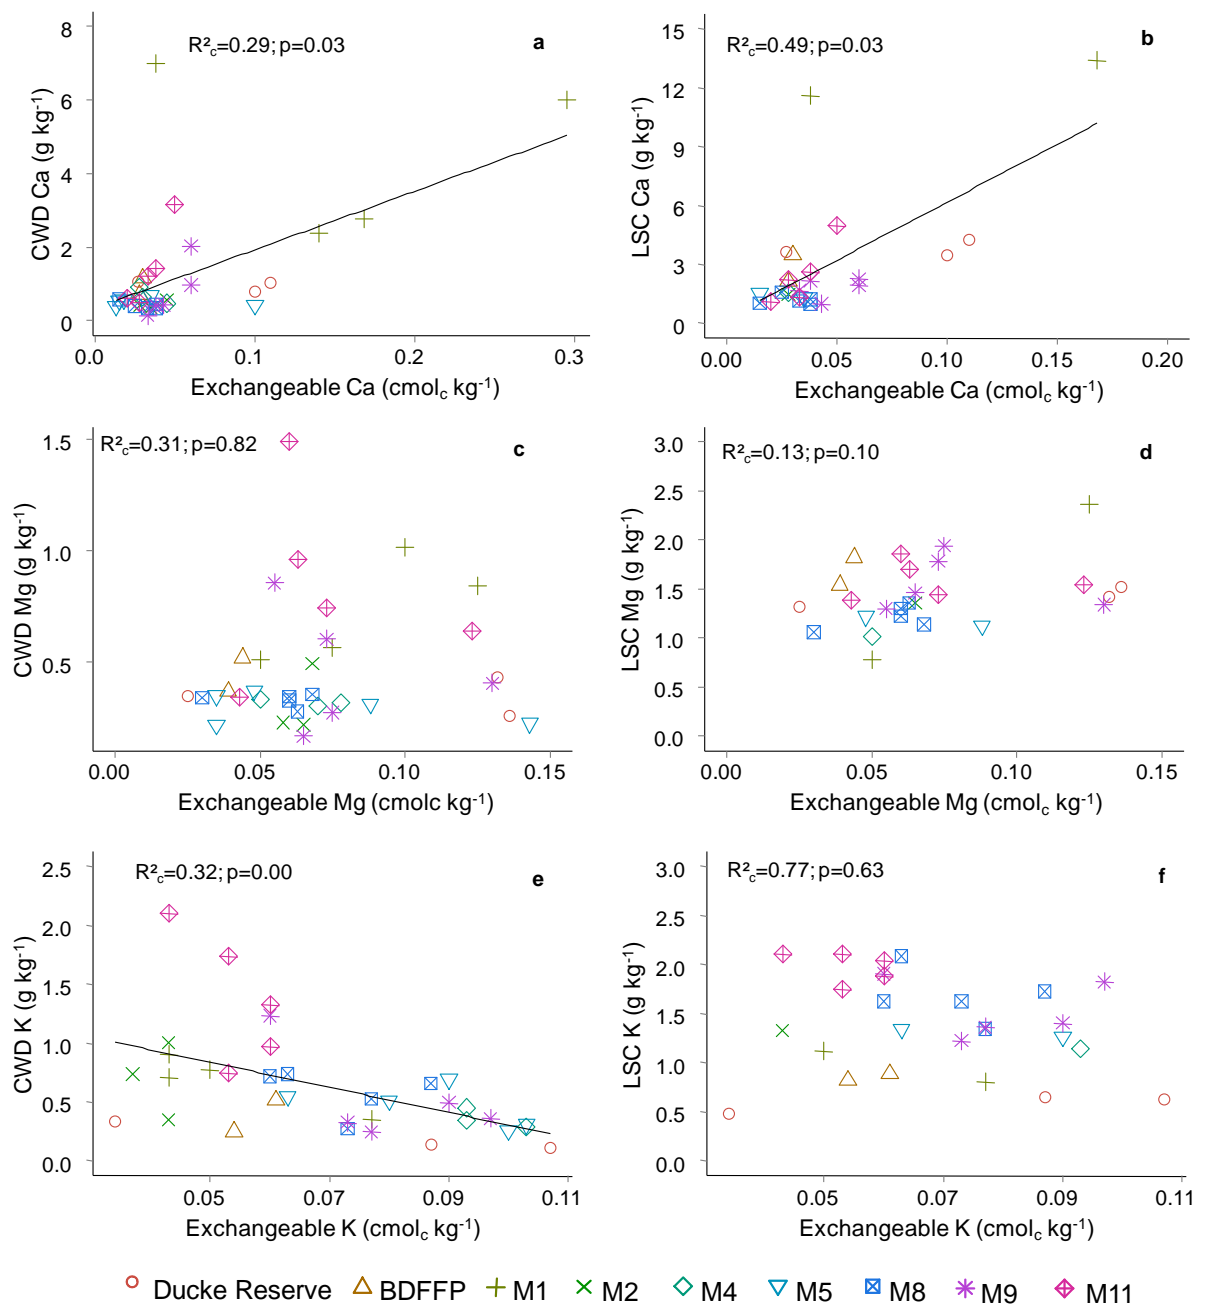 R²c=0.29; p=0.03
a
8
6
4
2
0
CWD Ca (g kg-1)
0.0 0.1 0.2 0.3
Exchangeable Ca (cmolc kg-1)
R²c=0.49; p=0.03
b
15
12
9
6
3
0
LSC Ca (g kg-1)
0.00 0.05 0.10 0.15 0.20
Exchangeable Ca (cmolc kg-1)
R²c=0.31; p=0.82
c
1.5
1.0
0.5
CWD Mg (g kg-1)
0.00 0.05 0.10 0.15
Exchangeable Mg (cmolc kg-1)
R²c=0.13; p=0.10
d
3.0
2.5
2.0
1.5
1.0
0.5
0.0
LSC Mg (g kg-1)
0.00 0.05 0.10 0.15
Exchangeable Mg (cmolc kg-1)
R²c=0.32; p=0.00
e
2.5
2.0
1.5
1.0
0.5
0.0
CWD K (g kg-1)
0.05 0.07 0.09 0.11
Exchangeable K (cmolc kg-1)
R²c=0.77; p=0.63
f
3.0
2.5
2.0
1.5
1.0
0.5
0.0
LSC K (g kg-1)
0.05 0.07 0.09 0.11
Exchangeable K (cmolc kg-1)
Ducke Reserve BDFFP M1 M2 M4 M5 M8 M9 M11